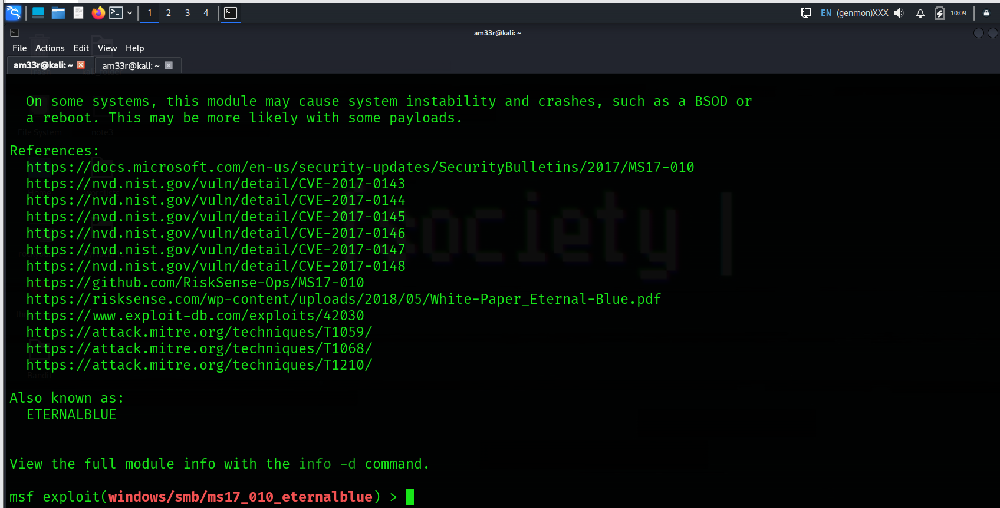 1 2 3 4 EN (genmon)XXX 10:09
am33r@kali: ~
File Actions Edit View Help
am33r@kali: ~ am33r@kali: ~
On some systems, this module may cause system instability and crashes, such as a BSOD or
a reboot. This may be more likely with some payloads.
File System note3
References:
https://docs.microsoft.com/en-us/security-updates/SecurityBulletins/2017/MS17-010
https://nvd.nist.gov/vuln/detail/CVE-2017-0143
https://nvd.nist.gov/vuln/detail/CVE-2017-0144
https://nvd.nist.gov/vuln/detail/CVE-2017-0145
https://nvd.nist.gov/vuln/detail/CVE-2017-0146
https://nvd.nist.gov/vuln/detail/CVE-2017-0147
https://nvd.nist.gov/vuln/detail/CVE-2017-0148
society
https://github.com/RiskSense-Ops/MS17-010
https://risksense.com/wp-content/uploads/2018/05/White-Paper_Eternal-Blue.pdf
https://www.exploit-db.com/exploits/42030
https://attack.mitre.org/techniques/T1059/
https://attack.mitre.org/techniques/T1068/
https://attack.mitre.org/techniques/T1210/
Also known as:
ETERNALBLUE
View the full module info with the info -d command.
msf exploit(windows/smb/ms17_010_eternalblue) >